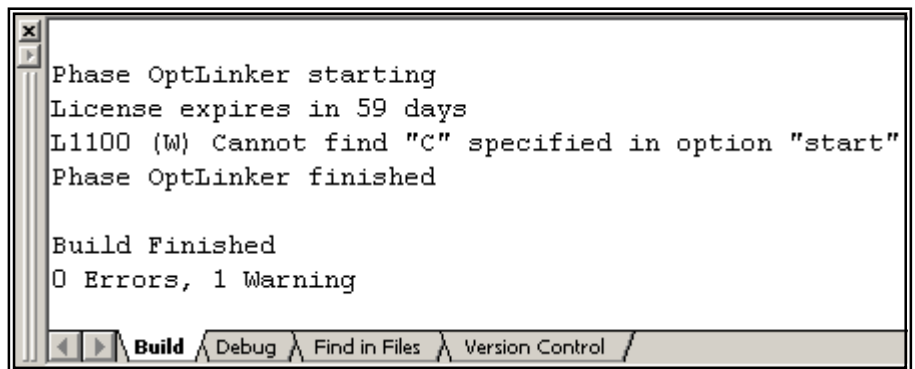 Phase OptLinker starting
License expires in 59 days
L1100 (W) Cannot find "C" specified in option "start"
Phase OptLinker finished
Build Finished
0 Errors, 1 Warning
Build Debug Find in Files Version Control